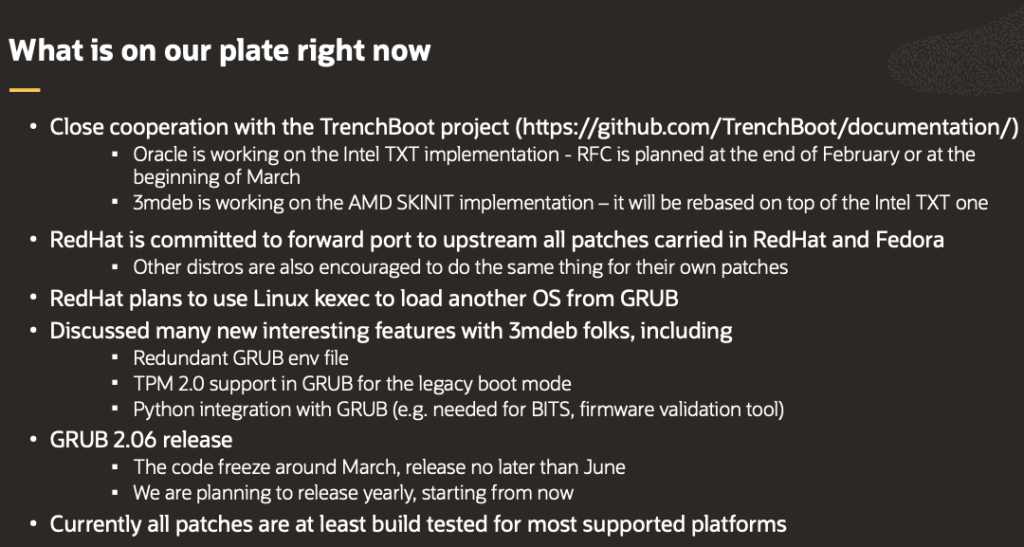 What is on our plate right now
• Close cooperation with the TrenchBoot project (https://github.com/TrenchBoot/documentation/)
▪ Oracle is working on the Intel TXT implementation - RFC is planned at the end of February or at the
beginning of March
▪ 3mdeb is working on the AMD SKINIT implementation – it will be rebased on top of the Intel TXT one
• RedHat is committed to forward port to upstream all patches carried in RedHat and Fedora
▪ Other distros are also encouraged to do the same thing for their own patches
• RedHat plans to use Linux kexec to load another OS from GRUB
• Discussed many new interesting features with 3mdeb folks, including
▪ Redundant GRUB env file
▪ TPM 2.0 support in GRUB for the legacy boot mode
▪ Python integration with GRUB (e.g. needed for BITS, firmware validation tool)
• GRUB 2.06 release
▪ The code freeze around March, release no later than June
▪ We are planning to release yearly, starting from now
• Currently all patches are at least build tested for most supported platforms